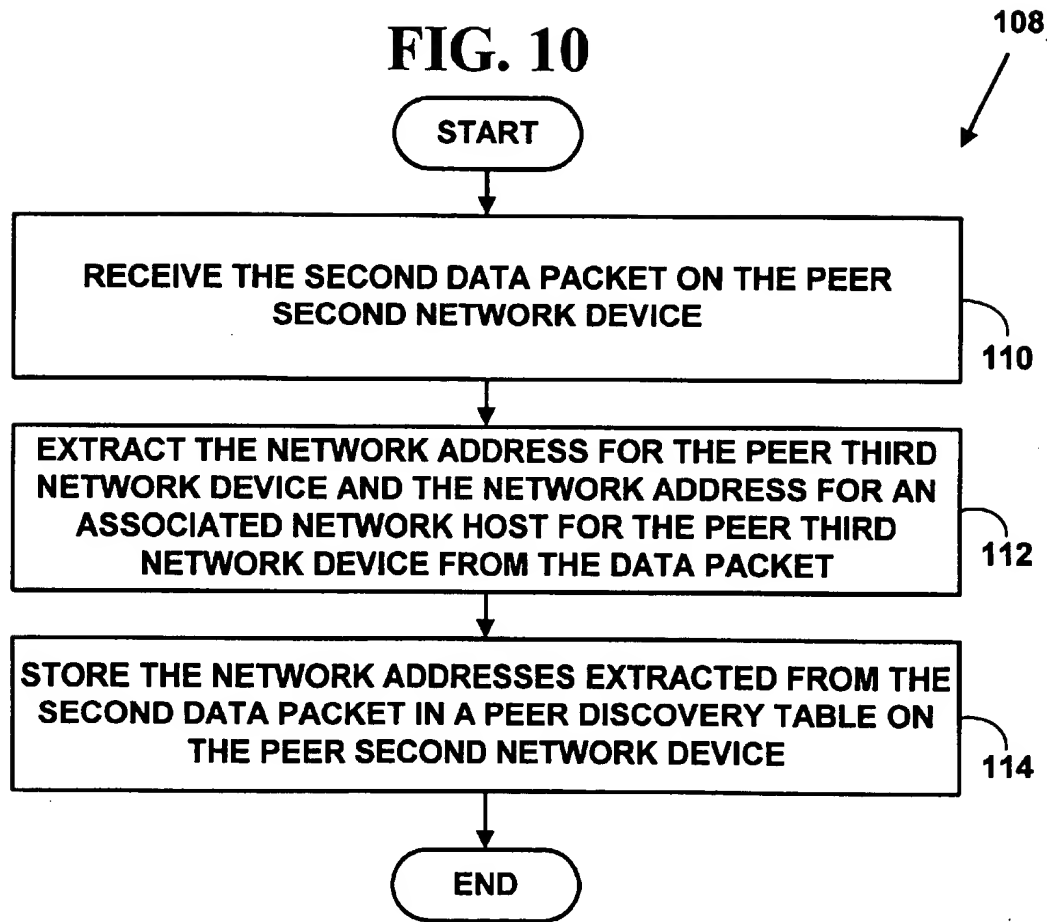 108
FIG. 10
START
RECEIVE THE SECOND DATA PACKET ON THE PEER
SECOND NETWORK DEVICE
110
EXTRACT THE NETWORK ADDRESS FOR THE PEER THIRD
NETWORK DEVICE AND THE NETWORK ADDRESS FOR AN
ASSOCIATED NETWORK HOST FOR THE PEER THIRD
NETWORK DEVICE FROM THE DATA PACKET
112
STORE THE NETWORK ADDRESSES EXTRACTED FROM THE
SECOND DATA PACKET IN A PEER DISCOVERY TABLE ON
THE PEER SECOND NETWORK DEVICE
114
END